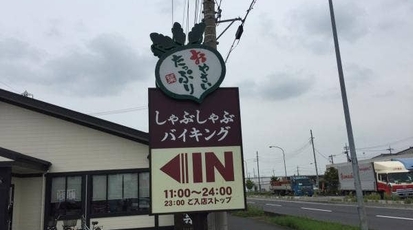 おやさい
たっぷり
しゃぶしゃぶ
バイキング
IN
11:00〜24:00
23:00 ご入店ストップ